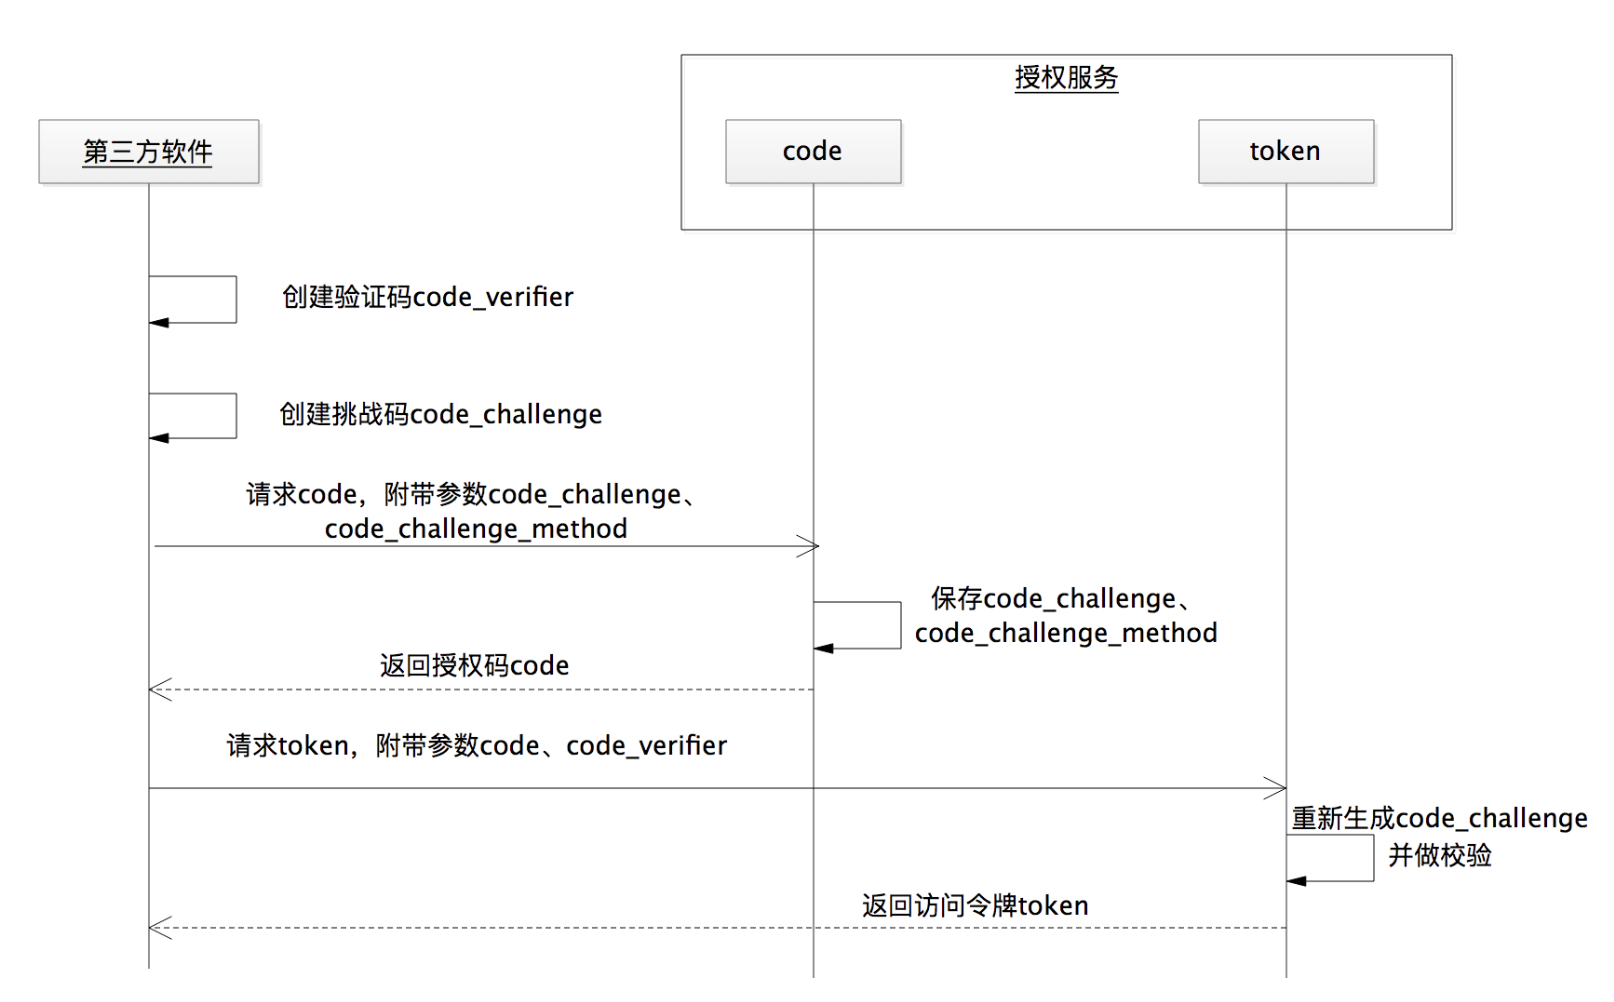 授权服务
第三方软件
code
token
创建验证码code_verifier
创建挑战码code_challenge
请求code，附带参数code_challenge、
code_challenge_method
保存code_challenge、
code_challenge_method
返回授权码code
请求token，附带参数code、code_verifier
重新生成code_challenge
并做校验
返回访问令牌token